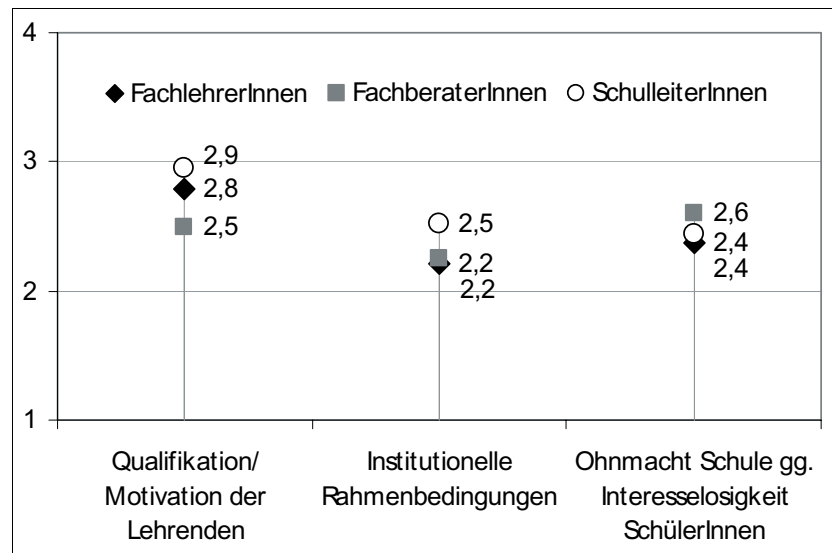 4
FachlehrerInnen FachberaterInnen SchulleiterInnen
3
2,9
2,8
2,5
2,5
2,2
2,2
2,6
2,4
2,4
2
1
Qualifikation/
Motivation der
Lehrenden
Institutionelle
Rahmenbedingungen
Ohnmacht Schule gg.
Interesselosigkeit
SchülerInnen